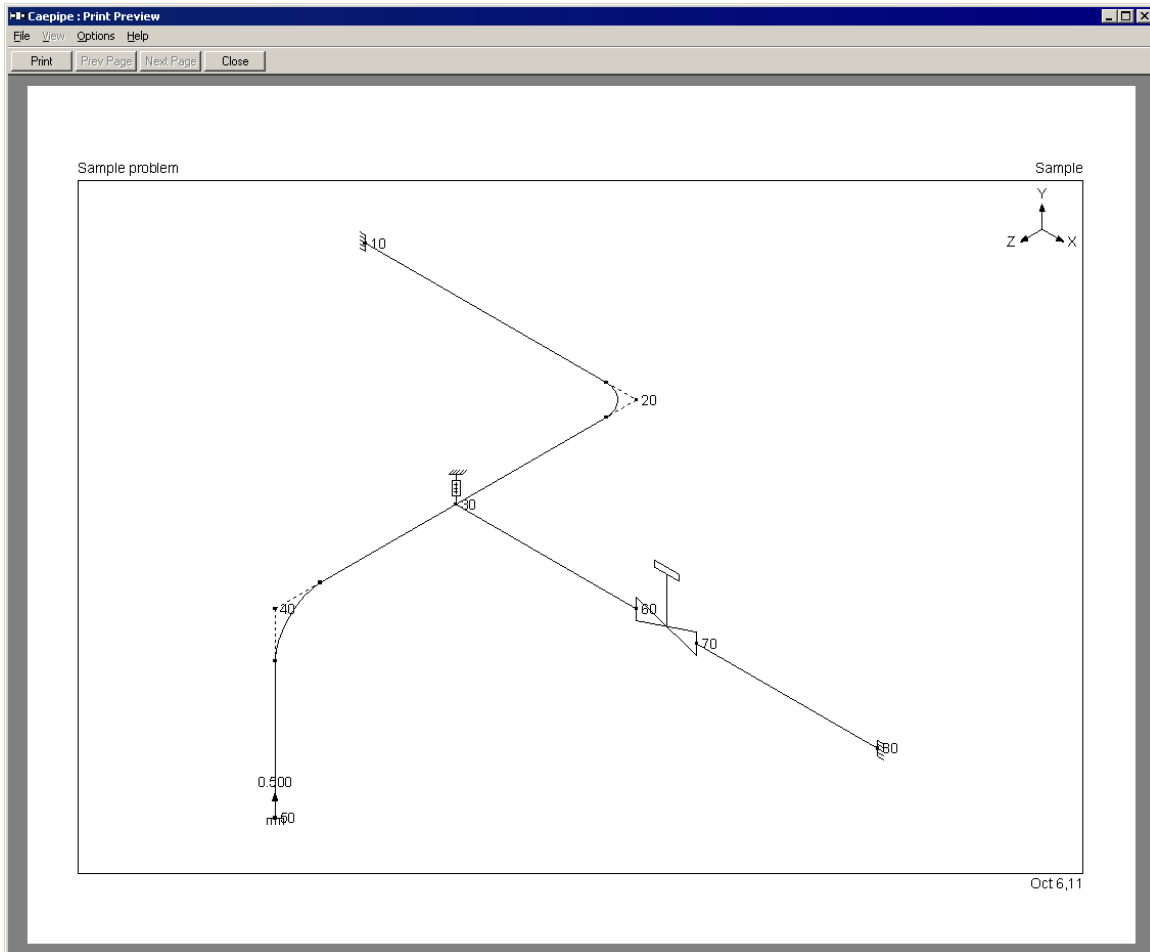 Caepipe : Print Preview
File View Options Help
Print Prev Page Next Page Close
Sample problem
Sample
Y
Z
X
10
20
30
40
60
70
80
0.500
50
Oct 6,11